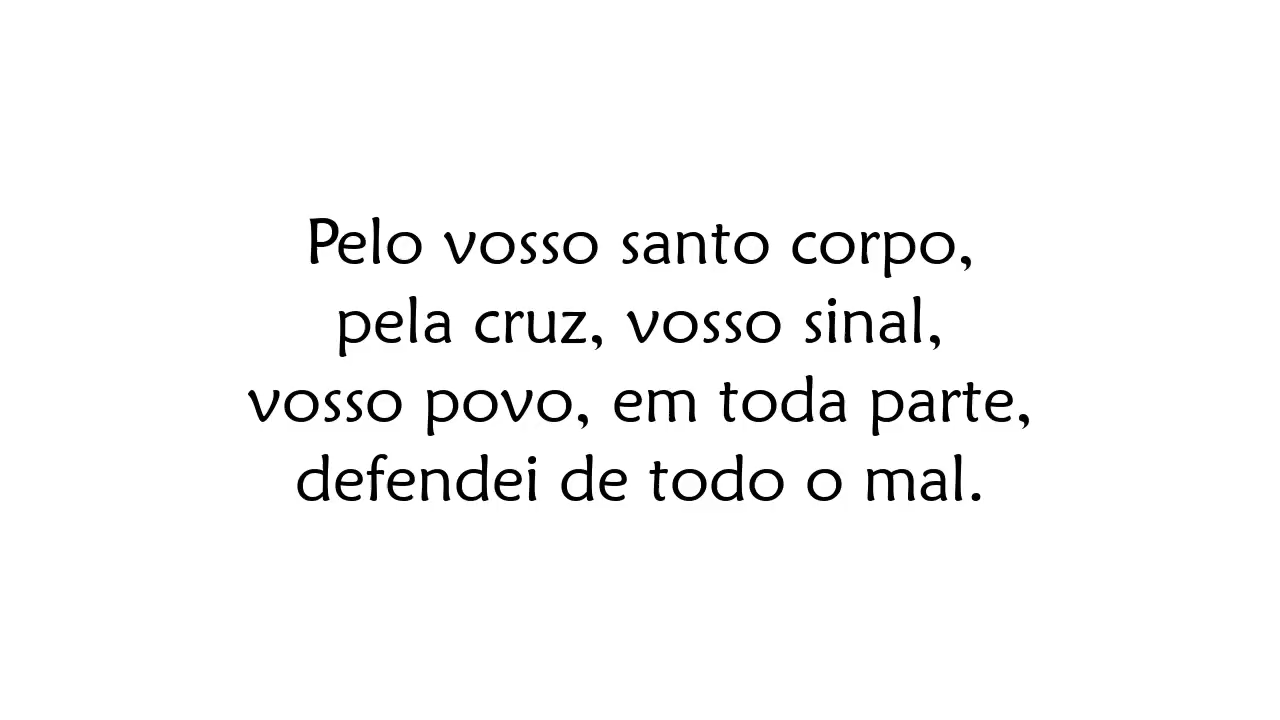 Pelo vosso santo corpo,
pela cruz, vosso sinal,
vosso povo, em toda parte,
defendei de todo o mal.